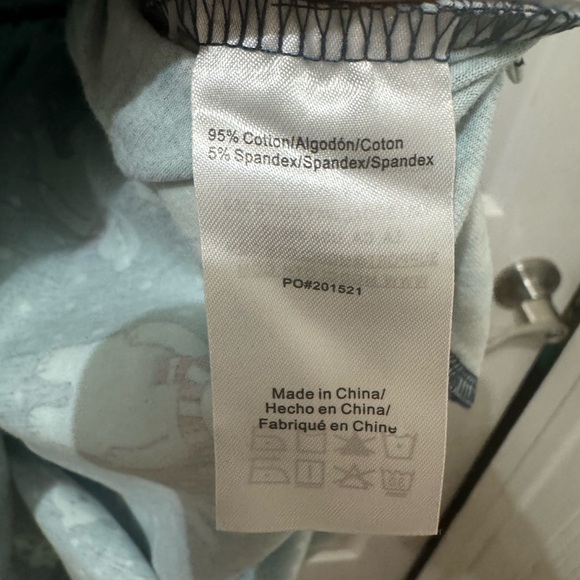 95% Cotton/Algodón/Coton
5% Spandex/Spandex/Spandex
PO#201521
Made in China/
Hecho en China/
Fabriqué en Chine